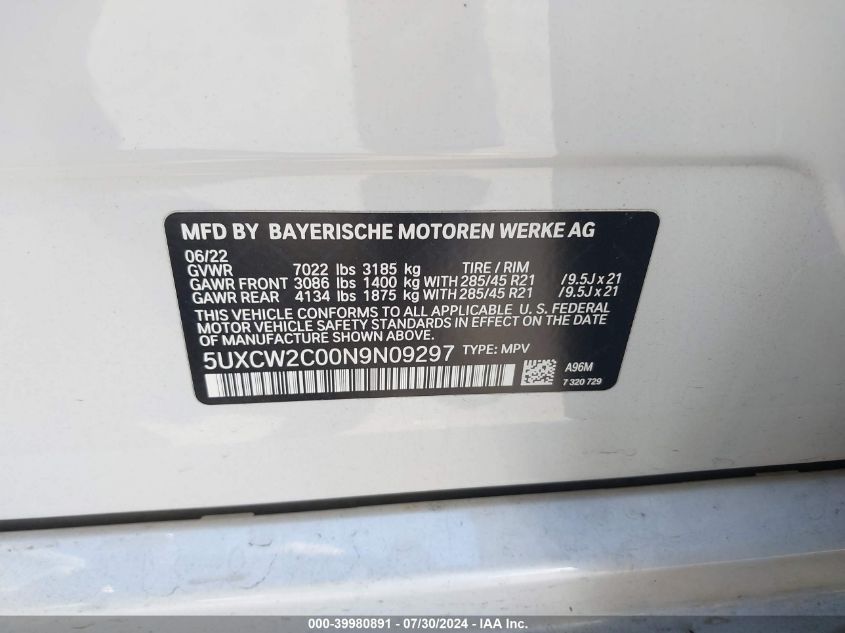 MFD BY BAYERISCHE MOTOREN WERKE AG
06/22
GVWR 7022 lbs 3185 kg TIRE / RIM
GAWR FRONT 3086 lbs 1400 kg WITH 285/45 R21 /9.5J x 21
GAWR REAR 4134 lbs 1875 kg WITH 285/45 R21 /9.5J x 21
THIS VEHICLE CONFORMS TO ALL APPLICABLE U. S. FEDERAL
MOTOR VEHICLE SAFETY STANDARDS IN EFFECT ON THE DATE
OF MANUFACTURE SHOWN ABOVE.
5UXCW2C00N9N09297 TYPE: MPV
A96M
7 320 729
000-39980891 / 07/30/2024 - IAA Inc.